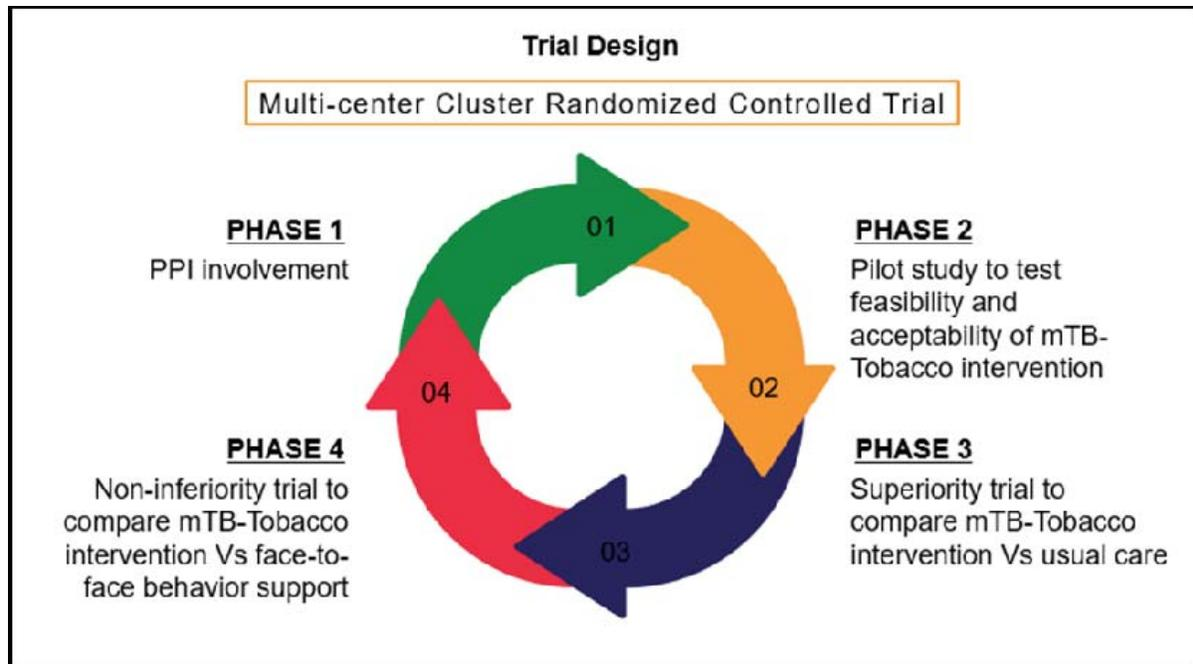 Trial Design
Multi-center Cluster Randomized Controlled Trial
01
PHASE 1
PPI involvement
PHASE 2
Pilot study to test
feasibility and
acceptability of mTB-
Tobacco intervention
02
04
PHASE 4
Non-inferiority trial to
compare mTB-Tobacco
intervention Vs face-to-
face behavior support
PHASE 3
Superiority trial to
compare mTB-Tobacco
intervention Vs usual care
03